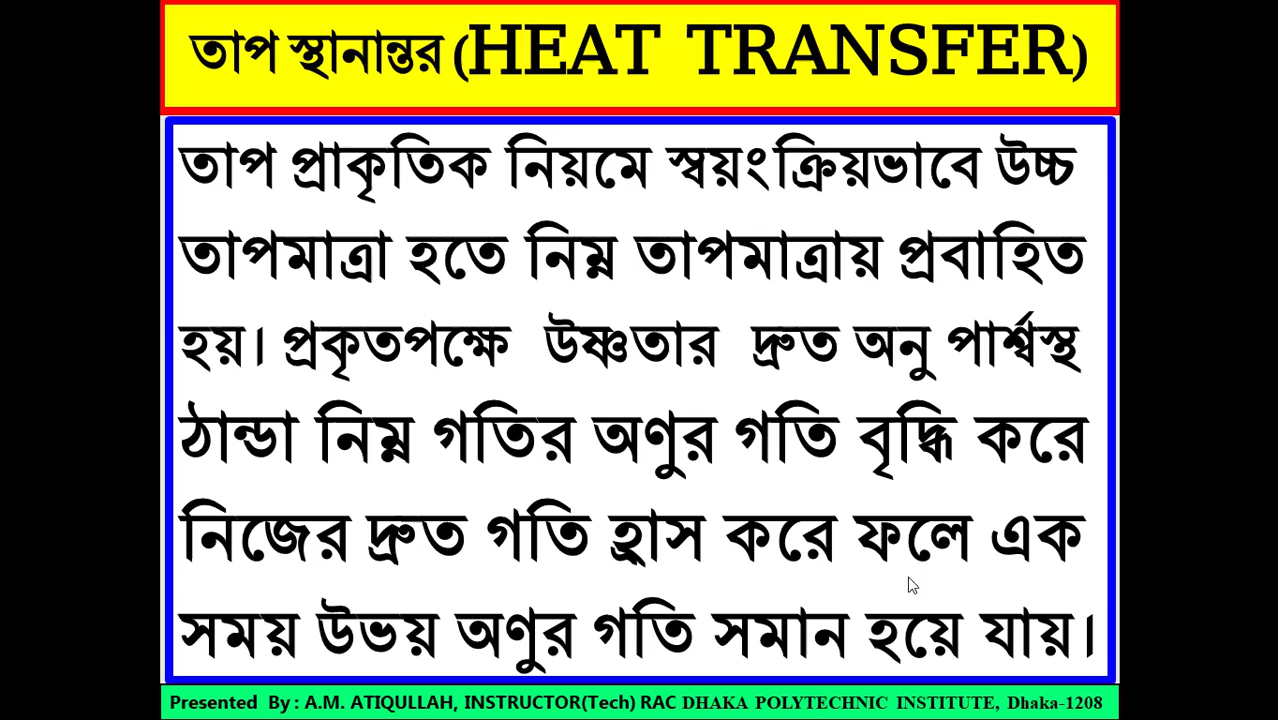 তাপ স্থানান্তর (HEAT TRANSFER)
তাপ প্রাকৃতিক নিয়মে স্বয়ংক্রিয়ভাবে উচ্চ
তাপমাত্রা হতে নিম্ন তাপমাত্রায় প্রবাহিত
হয়। প্রকৃতপক্ষে উষ্ণতার দ্রুত অনু পার্শ্বস্থ
ঠান্ডা নিম্ন গতির অণুর গতি বৃদ্ধি করে
নিজের দ্রুত গতি হ্রাস করে ফলে এক
সময় উভয় অণুর গতি সমান হয়ে যায়।
Presented By : A.M. ATIQULLAH, INSTRUCTOR(Tech) RAC DHAKA POLYTECHNIC INSTITUTE, Dhaka-1208